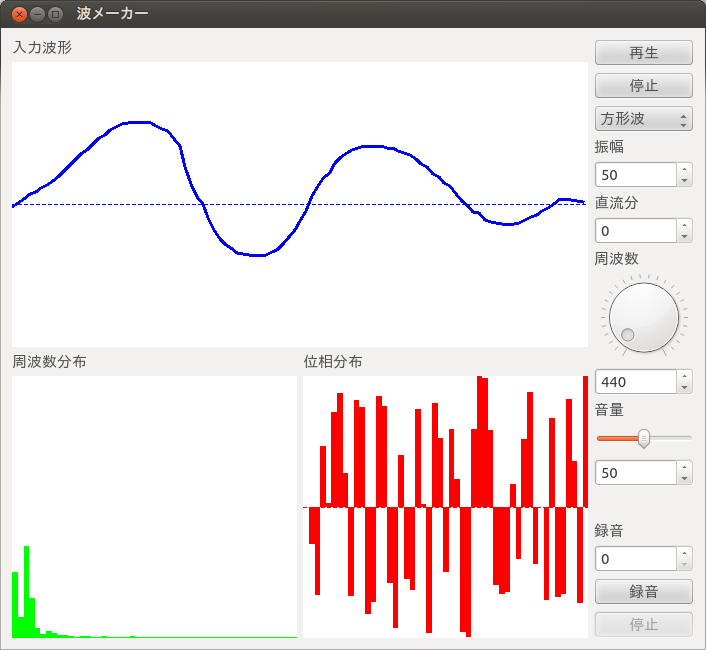 波メーカー
入力波形
再生
停止
方形波
振幅
50
直流分
0
周波数
440
音量
50
録音
0
録音
停止
周波数分布
位相分布